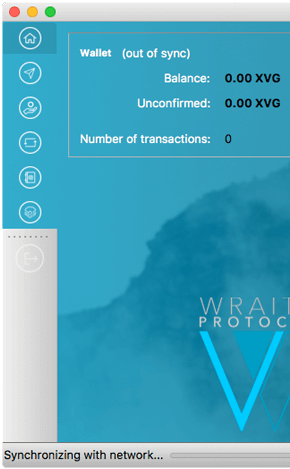 Wallet (out of sync)
Balance: 0.00 XVG
Unconfirmed: 0.00 XVG
Number of transactions: 0
WRAIT
PROTOC
Synchronizing with network...